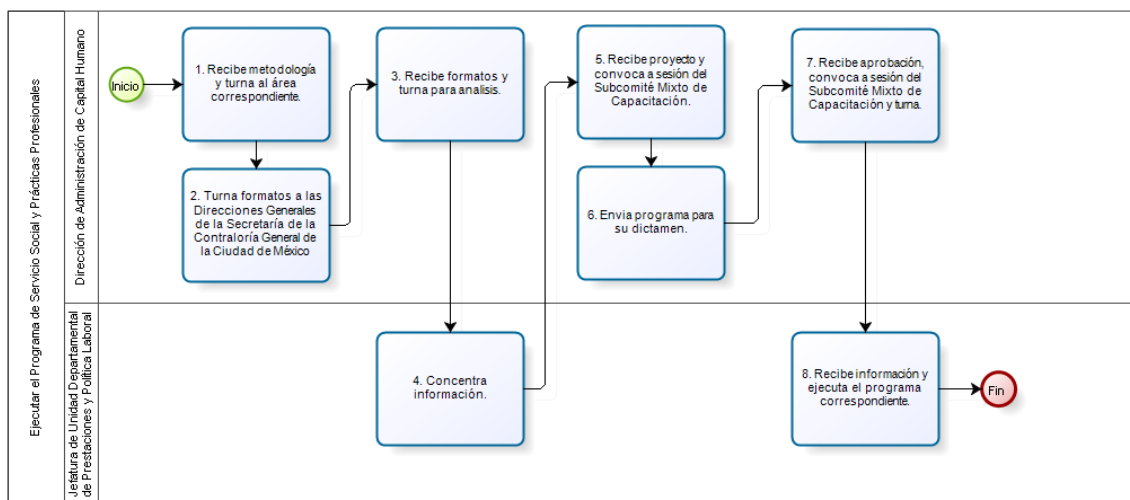 Ejecutar el Programa de Servicio Social y Prácticas Profesionales
Dirección de Administración de Capital Humano
Inicio
1. Recibe metodología
y turna al área
correspondiente.
2. Turna formatos a las
Direcciones Generales
de la Secretaría de la
Contraloría General de
la Ciudad de México
3. Recibe formatos y
turna para analisis.
5. Recibe proyecto y
convoca a sesión del
Subcomité Mixto de
Capacitación.
6. Envia programa para
su dictamen.
7. Recibe aprobación,
convoca a sesión del
Subcomité Mixto de
Capacitación y turna.
Jefatura de Unidad Departamental
de Prestaciones y Política Laboral
4. Concentra
información.
8. Recibe información y
ejecuta el programa
correspondiente.
Fin